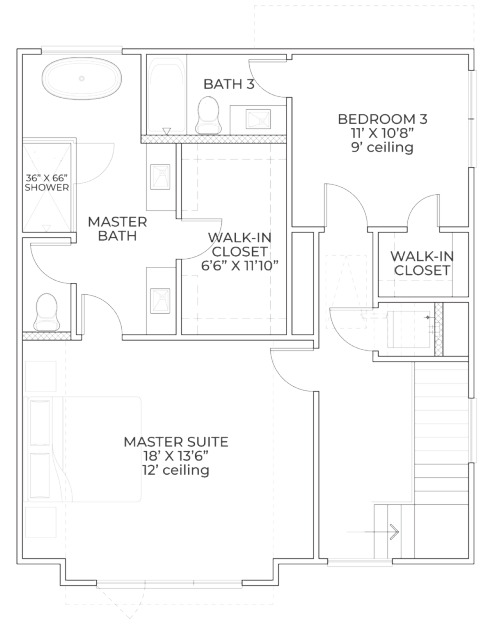 BATH 3
BEDROOM 3
11' X 10'8"
9' ceiling
36" X 66"
SHOWER
MASTER
BATH
WALK-IN
CLOSET
6'6" X 11'10"
WALK-IN
CLOSET
MASTER SUITE
18' X 13'6"
12' ceiling